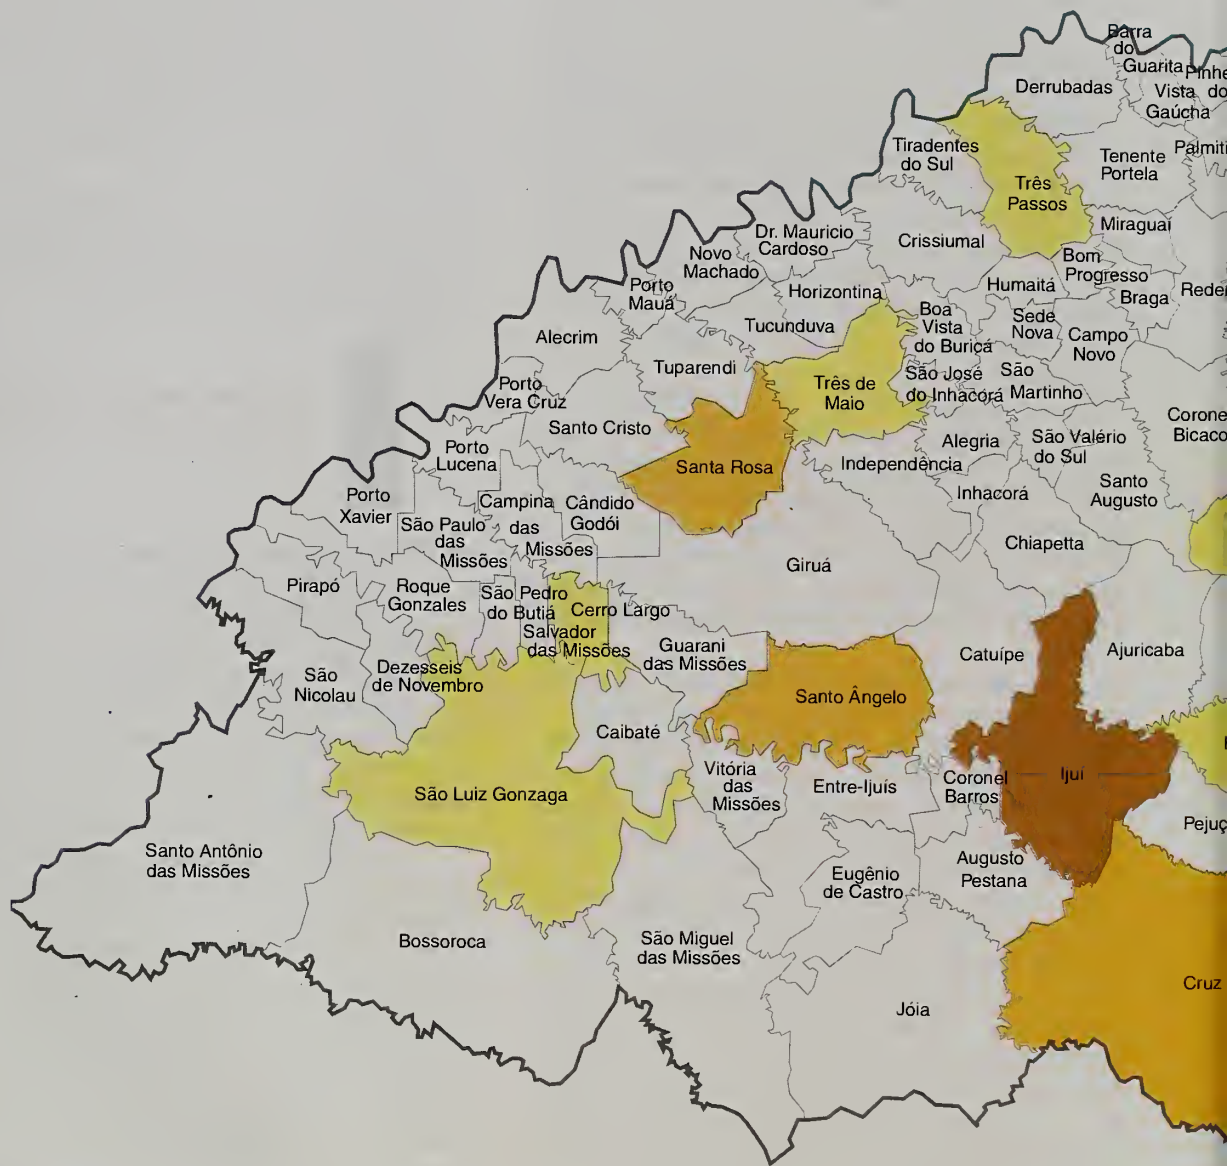 Barra
do
Guarita
Derrubadas
Vista do
Gaúcha
Tiradentes
do Sul
Tenente
Portela
Três
Passos
Miraguaí
Dr. Mauricio
Cardoso
Crissiumal
Novo
Machado
Bom
Progresso
Porto
Mauá
Horizontina
Humaitá
Braga
Boa
Vista
do Buricá
Sede
Nova
Tucunduva
Alecrim
Campo
Novo
Tuparendi
São José
do Inhacorá
São
Martinho
Três de
Maio
Porto
Vera Cruz
Santo Cristo
Porto
Lucena
Alegria
São Valério
do Sul
Santa Rosa
Independência
Inhacorá
Santo
Augusto
Porto
Xavier
Campina
das
Missões
Cândido
Godói
São Paulo
das
Missões
Chiapetta
Giruá
Pirapó
Roque
Gonzales
São Pedro
do Butiá
Cerro Largo
Salvador
das Missões
Guarani
das Missões
Catuípe
Ajuricaba
Dezesseis
de Novembro
São
Nicolau
Santo Ângelo
Caibaté
Vitória
das
Missões
Entre-Ijuís
Coronel
Barros
Ijuí
São Luiz Gonzaga
Santo Antônio
das Missões
Augusto
Pestana
Eugênio
de Castro
Bossoroca
São Miguel
das Missões
Cruz
Jóia